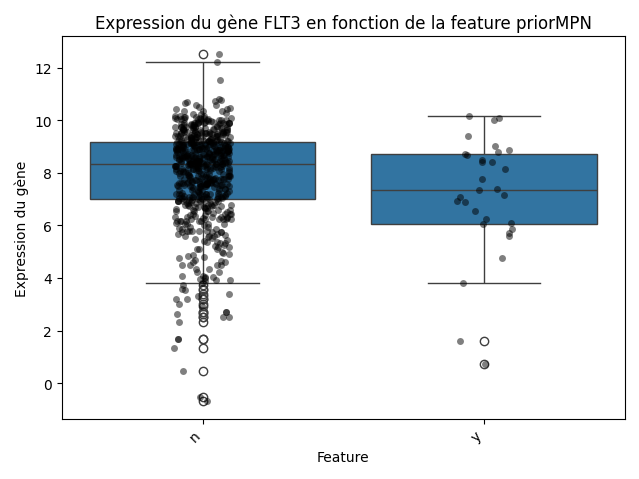 Expression du gène FLT3 en fonction de la feature priorMPN
Expression du gène
12
10
8
6
4
2
0
n
y
Feature